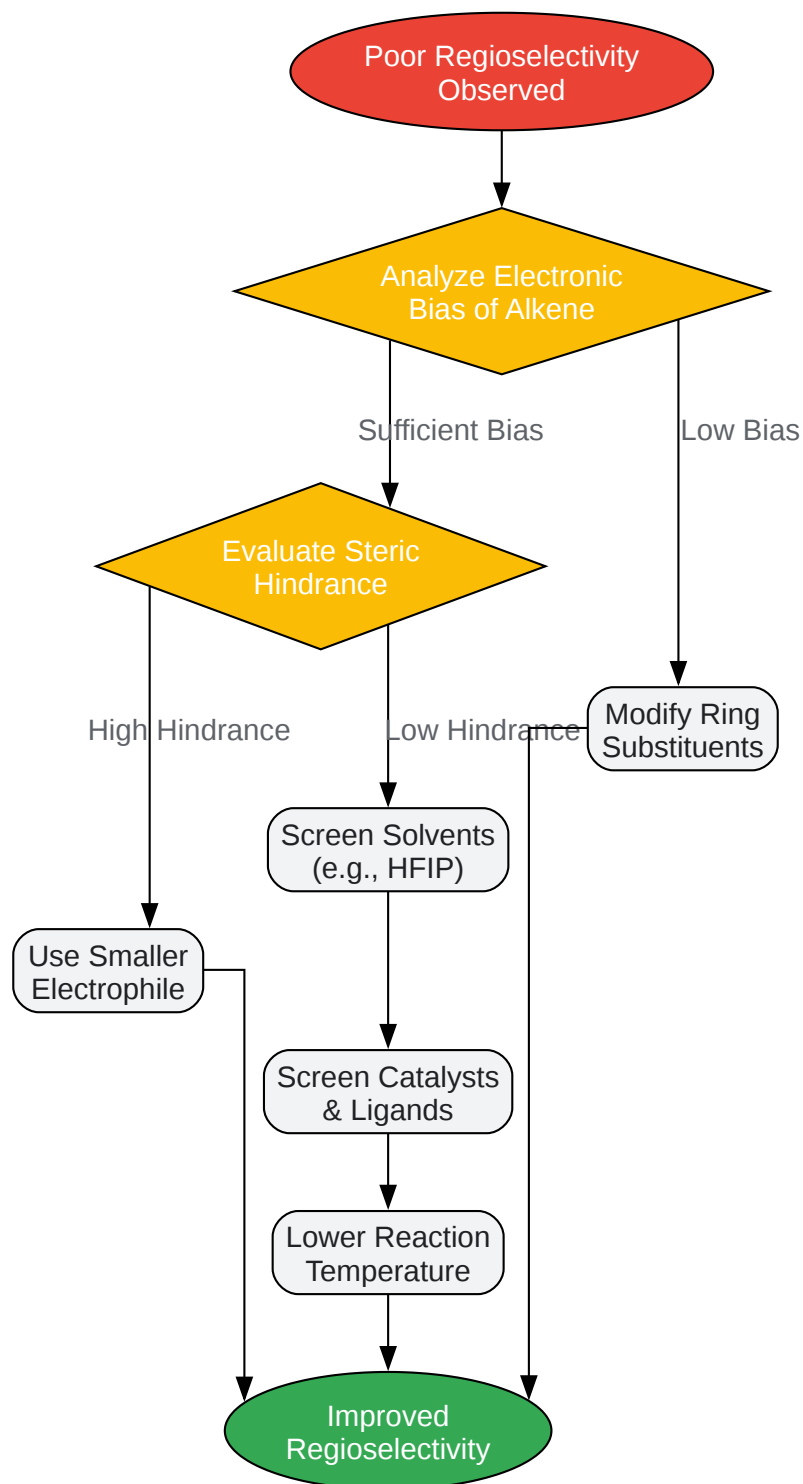 Poor Regioselectivity
Observed
Analyze Electronic
Bias of Alkene
Sufficient Bias
Low Bias
Evaluate Steric
Hindrance
High Hindrance
Low Hindrance
Modify Ring
Substituents
Screen Solvents
(e.g., HFIP)
Use Smaller
Electrophile
Screen Catalysts
& Ligands
Lower Reaction
Temperature
Improved
Regioselectivity